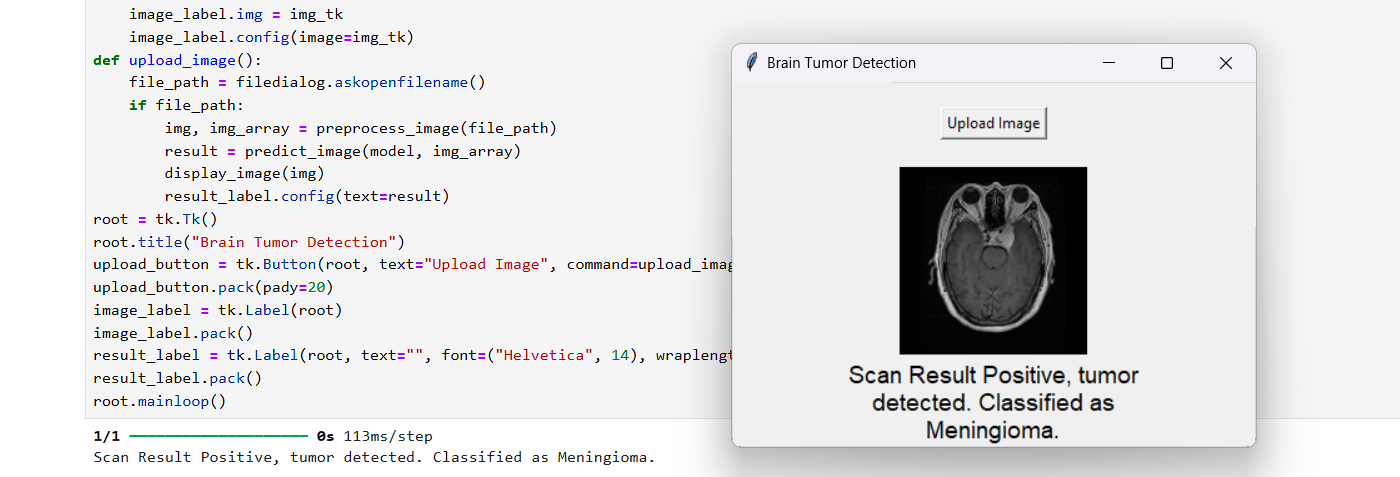 image_label.img = img_tk
    image_label.config(image=img_tk)
def upload_image():
    file_path = filedialog.askopenfilename()
    if file_path:
        img, img_array = preprocess_image(file_path)
        result = predict_image(model, img_array)
        display_image(img)
        result_label.config(text=result)
root = tk.Tk()
root.title("Brain Tumor Detection")
upload_button = tk.Button(root, text="Upload Image", command=upload_imag
upload_button.pack(pady=20)
image_label = tk.Label(root)
image_label.pack()
result_label = tk.Label(root, text="", font=("Helvetica", 14), wraplengt
result_label.pack()
root.mainloop()
1/1 0s 113ms/step
Scan Result Positive, tumor detected. Classified as Meningioma.
Brain Tumor Detection
Upload Image
Scan Result Positive, tumor
detected. Classified as
Meningioma.